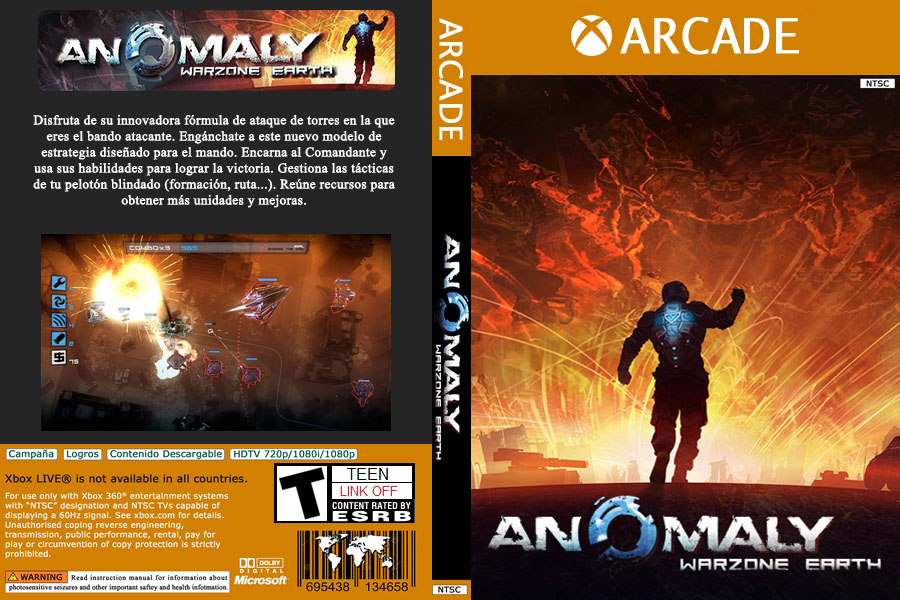 ANOMALY
WARZONE EARTH
Disfruta de su innovadora fórmula de ataque de torres en la que
eres el bando atacante. Engánchate a este nuevo modelo de
estrategia diseñado para el mando. Encarna al Comandante y
usa sus habilidades para lograr la victoria. Gestiona las tácticas
de tu pelotón blindado (formación, ruta...). Reúne recursos para
obtener más unidades y mejoras.
COMBO×3 565
75
Campaña Logros Contenido Descargable HDTV 720p/1080i/1080p
Xbox LIVE® is not available in all countries.
For use only with Xbox 360® entertainment systems
with “NTSC” designation and NTSC TVs capable of
displaying a 60Hz signal. See xbox.com for details.
Unauthorised coping reverse engineering,
transmission, public performance, rental, pay for
play or circumvention of copy protection is strictly
prohibited.
WARNING Read instruction manual for information about
photosensitive seizures and other important saftey and health infotmation.
DOLBY
DIGITAL
Microsoft
T
TEEN
LINK OFF
CONTENT RATED BY
ESRB
695438 134658
ARCADE
ANOMALY
WARZONE EARTH
NTSC
ARCADE
NTSC
ANOMALY
WARZONE EARTH